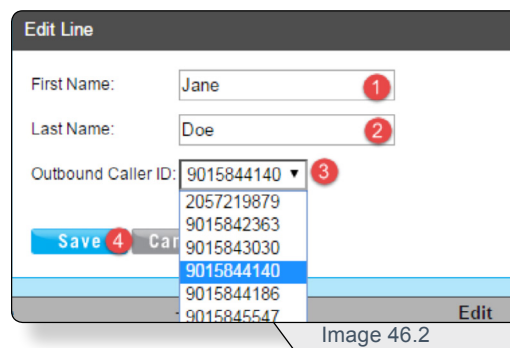 Edit Line
First Name: Jane 1
Last Name: Doe 2
Outbound Caller ID: 9015844140 3
2057219879
9015842363
Save 4
9015843030
9015844140
9015844186
9015845547
Edit
Image 46.2